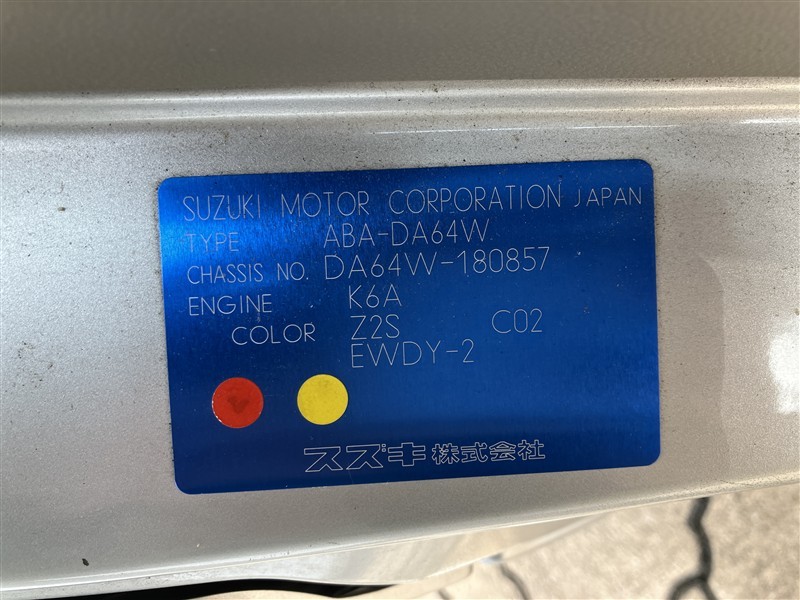 SUZUKI MOTOR CORPORATION JAPAN
TYPE ABA-DA64W
CHASSIS NO. DA64W-180857
ENGINE K6A
COLOR Z2S C02
EWDY-2
スズキ株式会社